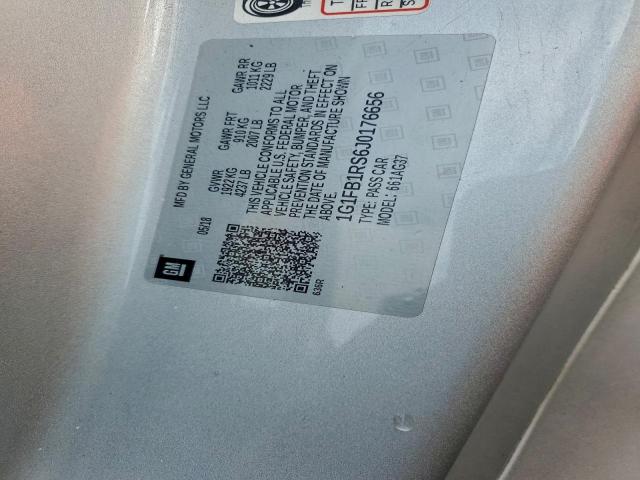 MFD BY GENERAL MOTORS LLC
05/18
GVWR
1922 KG
4237 LB
GAWR FRT
910 KG
2007 LB
GAWR RR
1011 KG
2229 LB
THIS VEHICLE CONFORMS TO ALL
APPLICABLE U.S. FEDERAL MOTOR
VEHICLE SAFETY, BUMPER, AND THEFT
PREVENTION STANDARDS IN EFFECT ON
THE DATE OF MANUFACTURE SHOWN
ABOVE.
1G1FB1RS6J0176656
TYPE: PASS CAR
MODEL: 661AG37
GM
636R